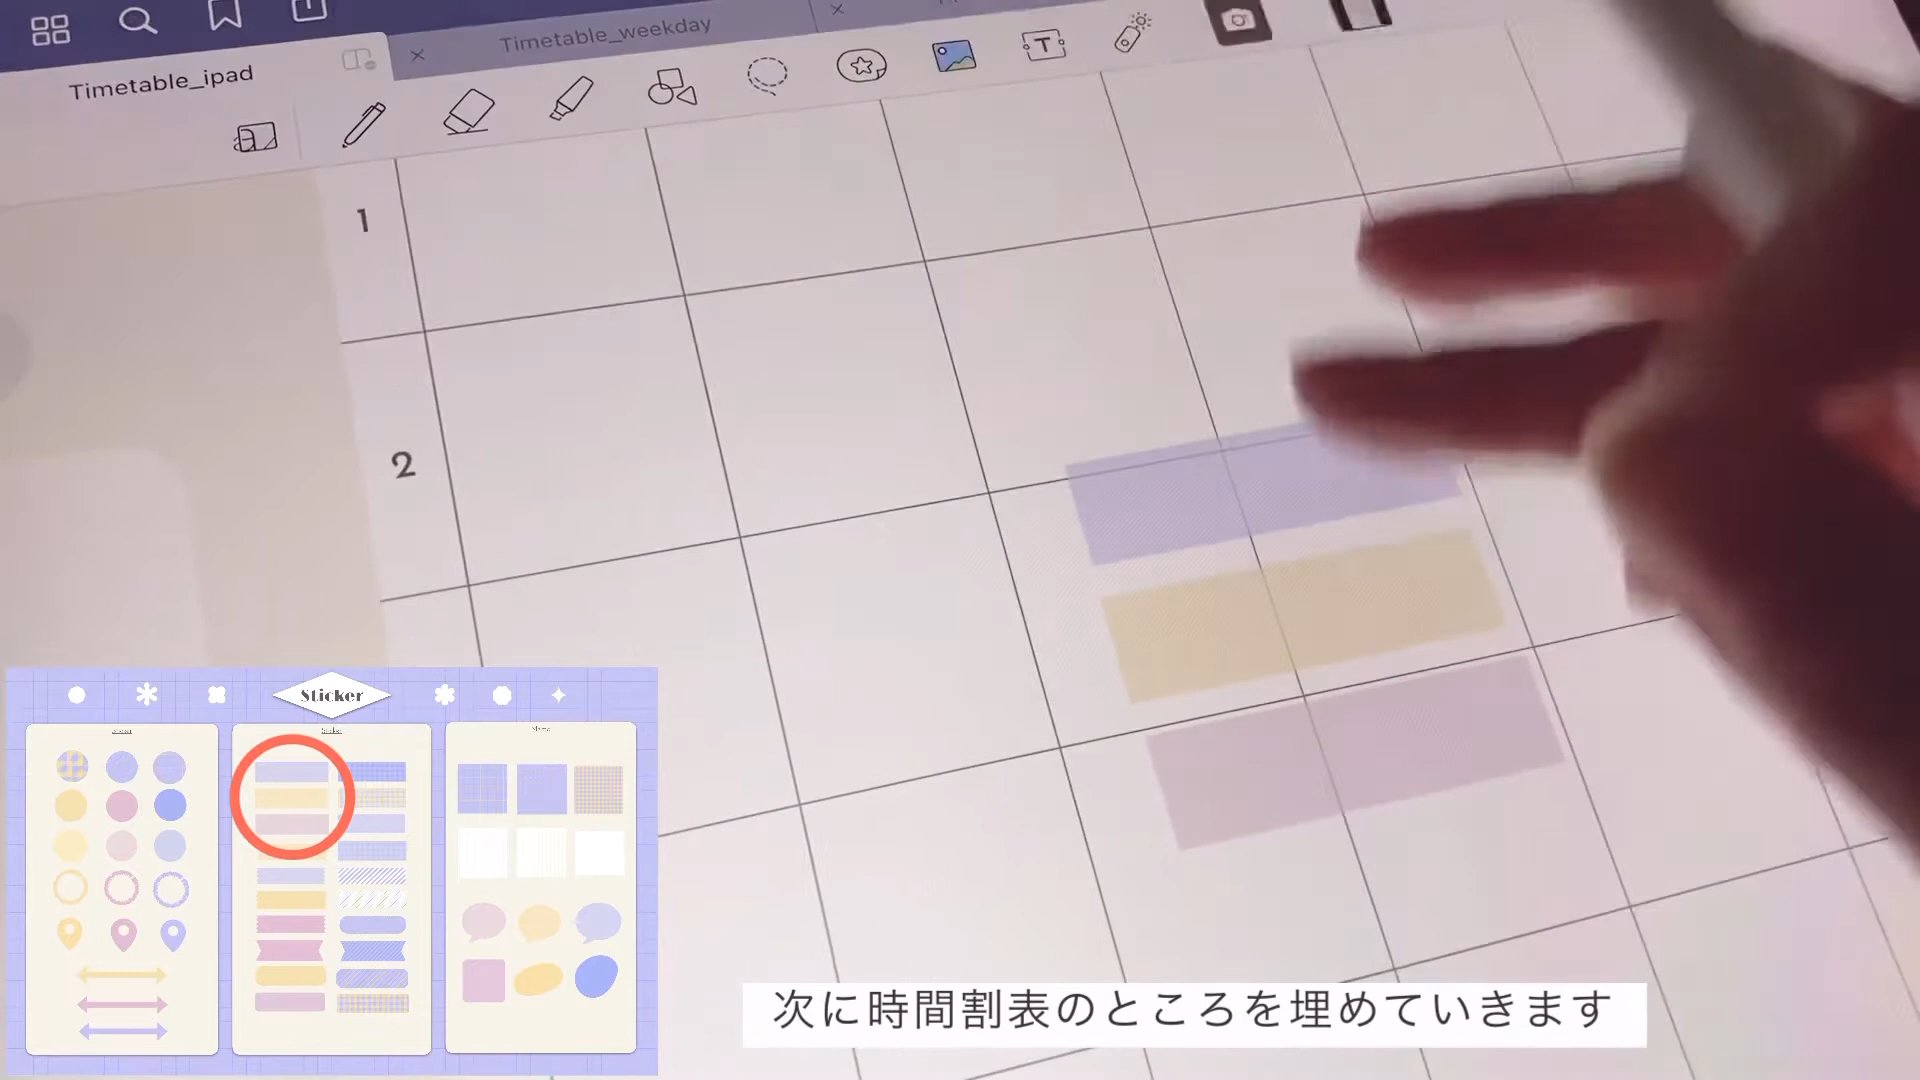 Timetable_weekday
Timetable_ipad
T
1
2
Sticker
次に時間割表のところを埋めていきます